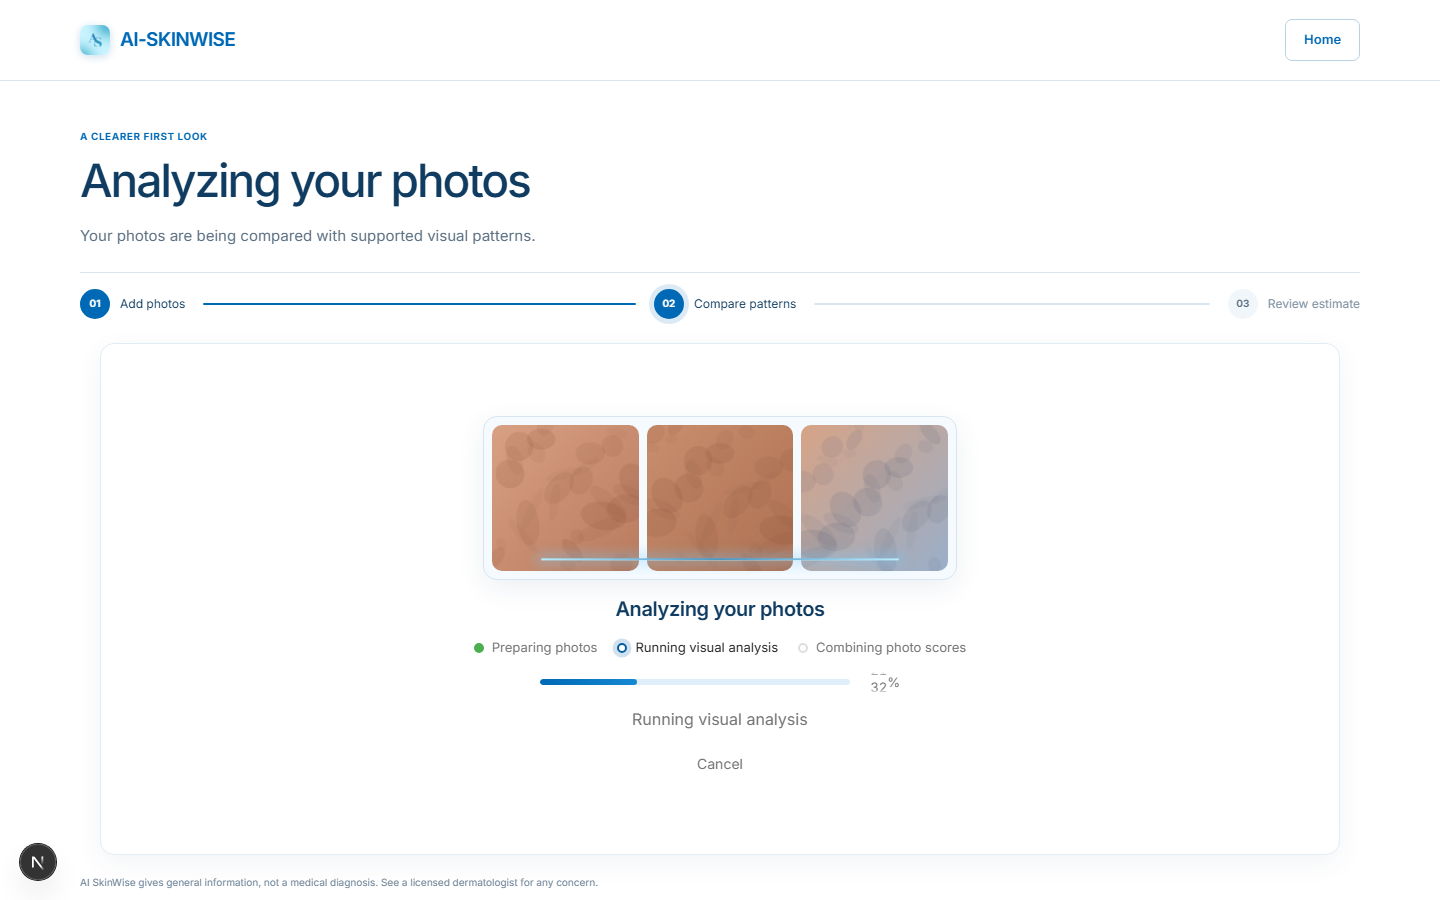 AS AI-SKINWISE
Home
A CLEARER FIRST LOOK
Analyzing your photos
Your photos are being compared with supported visual patterns.
01 Add photos
02 Compare patterns
03 Review estimate
Analyzing your photos
Preparing photos
Running visual analysis
Combining photo scores
32%
Running visual analysis
Cancel
N
AI SkinWise gives general information, not a medical diagnosis. See a licensed dermatologist for any concern.